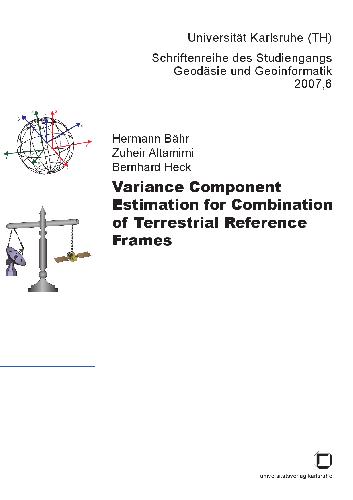 Universität Karlsruhe (TH)
Schriftenreihe des Studiengangs
Geodäsie und Geoinformatik
2007,6
Hermann Bähr
Zuheir Altamimi
Bernhard Heck
Variance Component
Estimation for Combination
of Terrestrial Reference
Frames
universitätsverlag karlsruhe